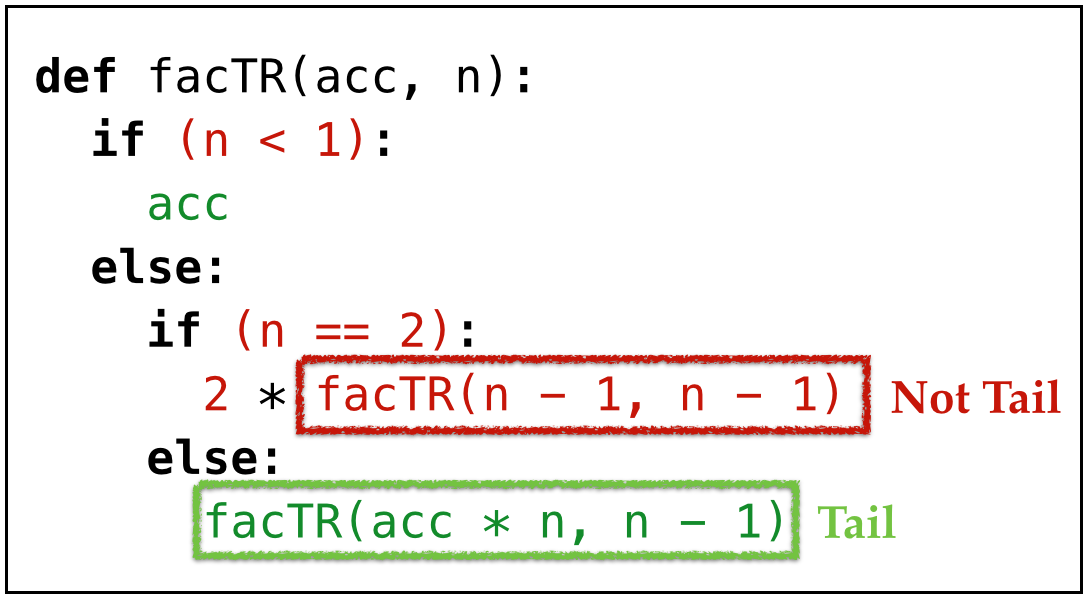 def facTR(acc, n):
  if (n < 1):
    acc
  else:
    if (n == 2):
      2 * facTR(n - 1, n - 1) Not Tail
    else:
      facTR(acc * n, n - 1) Tail